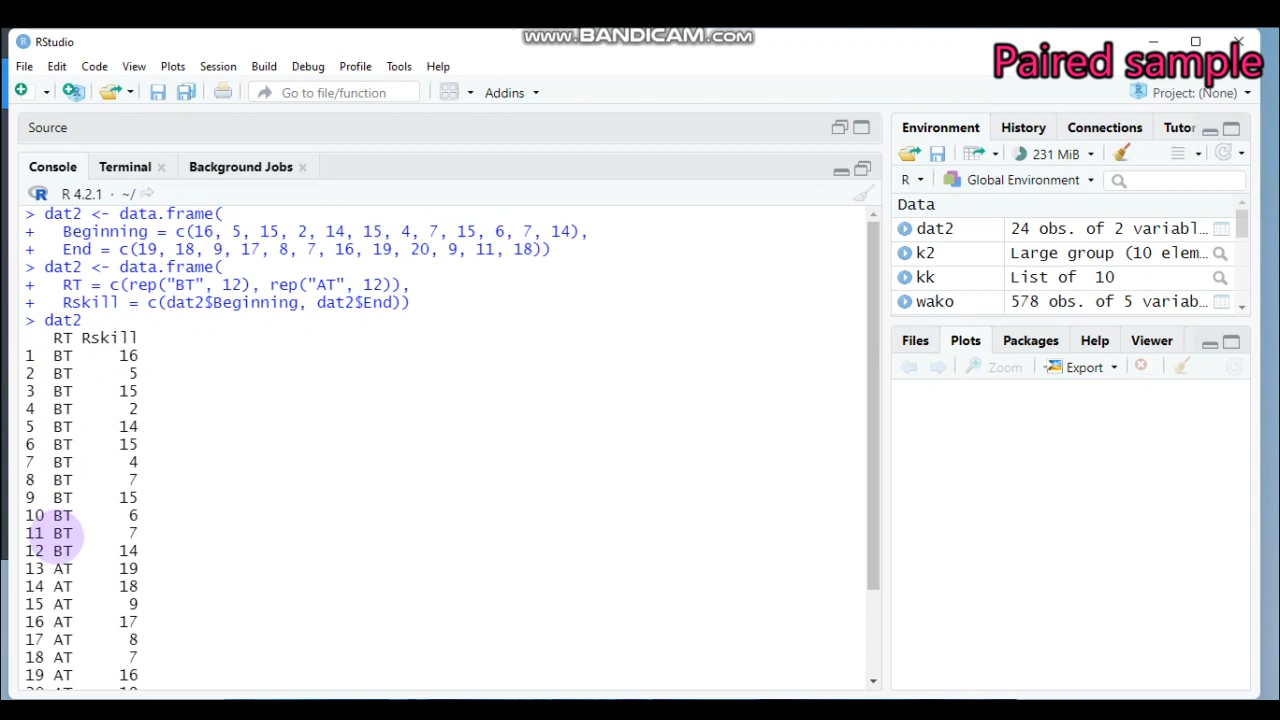 www.BANDICAM.com
RStudio
Paired sample
File Edit Code View Plots Session Build Debug Profile Tools Help
Go to file/function Addins Project: (None)
Source
Console Terminal Background Jobs
R 4.2.1 · ~/
> dat2 <- data.frame(
+   Beginning = c(16, 5, 15, 2, 14, 15, 4, 7, 15, 6, 7, 14),
+   End = c(19, 18, 9, 17, 8, 7, 16, 19, 20, 9, 11, 18))
> dat2 <- data.frame(
+   RT = c(rep("BT", 12), rep("AT", 12)),
+   Rskill = c(dat2$Beginning, dat2$End))
> dat2
RT Rskill
1 BT 16
2 BT 5
3 BT 15
4 BT 2
5 BT 14
6 BT 15
7 BT 4
8 BT 7
9 BT 15
10 BT 6
11 BT 7
12 BT 14
13 AT 19
14 AT 18
15 AT 9
16 AT 17
17 AT 8
18 AT 7
19 AT 16
Environment History Connections Tutor
231 MiB
R Global Environment
Data
dat2 24 obs. of 2 variabl…
k2 Large group (10 elem…
kk List of 10
wako 578 obs. of 5 variab…
Files Plots Packages Help Viewer
Zoom Export